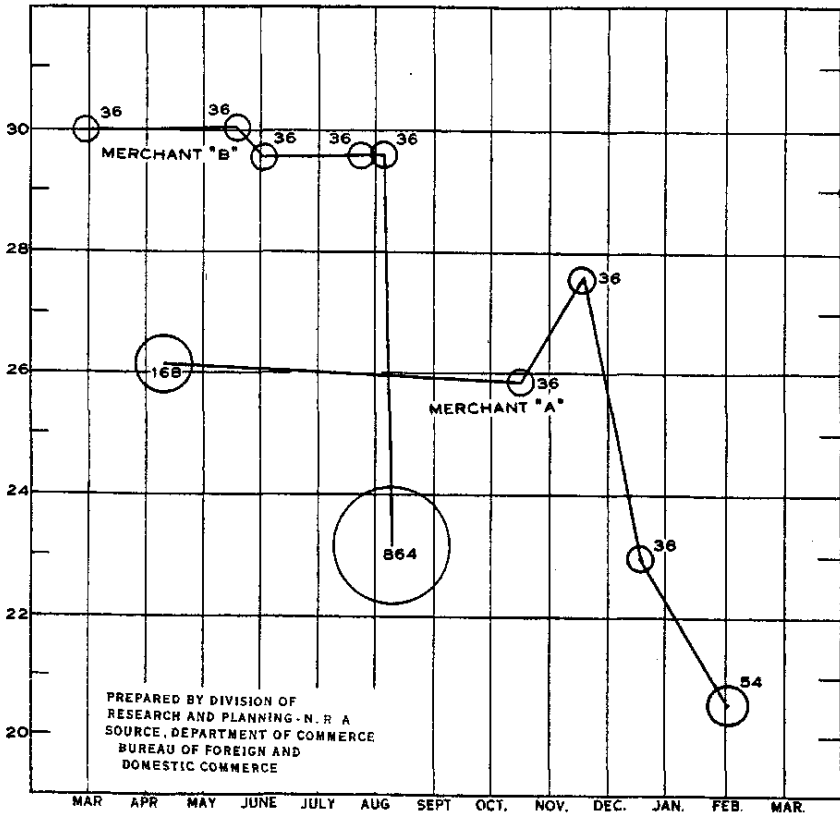 36
36
30
36
36
36
MERCHANT "B"
28
36
168
26
36
MERCHANT "A"
24
864
36
22
54
PREPARED BY DIVISION OF
RESEARCH AND PLANNING - N. R A
SOURCE, DEPARTMENT OF COMMERCE
BUREAU OF FOREIGN AND
DOMESTIC COMMERCE
20
MAR APR MAY JUNE JULY AUG SEPT OCT. NOV. DEC. JAN. FEB. MAR.